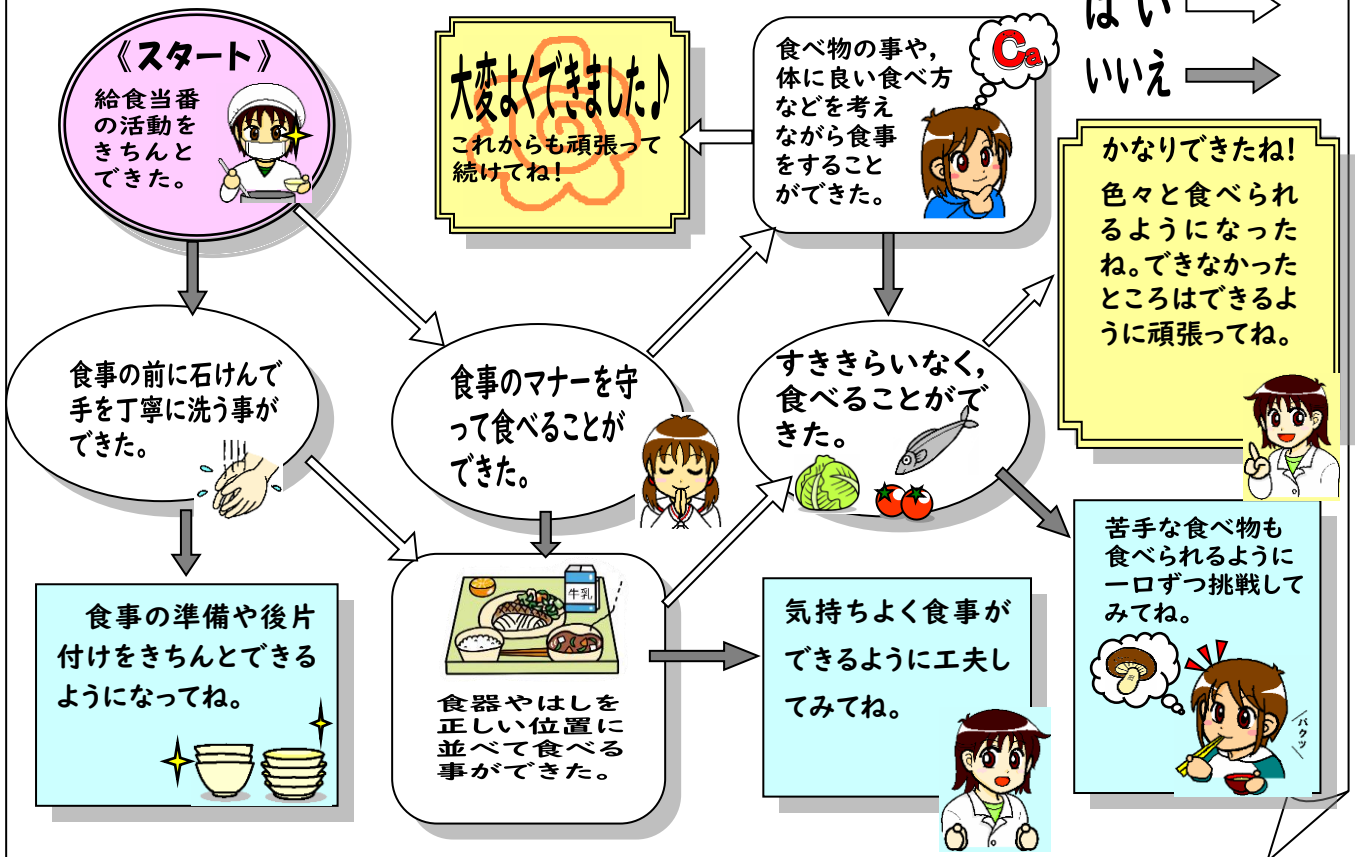 《スタート》
給食当番
の活動を
きちんと
できた。
大変よくできました♪
これからも頑張って
続けてね!
食べ物の事や,
体に良い食べ方
などを考え
ながら食事
をすること
ができた。
Ca
はい
いいえ
かなりできたね!
色々と食べられ
るようになった
ね。できなかった
ところはできるよ
うに頑張ってね。
食事の前に石けんで
手を丁寧に洗う事が
できた。
食事のマナーを守
って食べることが
できた。
すききらいなく,
食べることがで
きた。
食事の準備や後片
付けをきちんとできる
ようになってね。
牛乳
食器やはしを
正しい位置に
並べて食べる
事ができた。
気持ちよく食事が
できるように工夫し
てみてね。
苦手な食べ物も
食べられるように
一口ずつ挑戦して
みてね。
パクッ